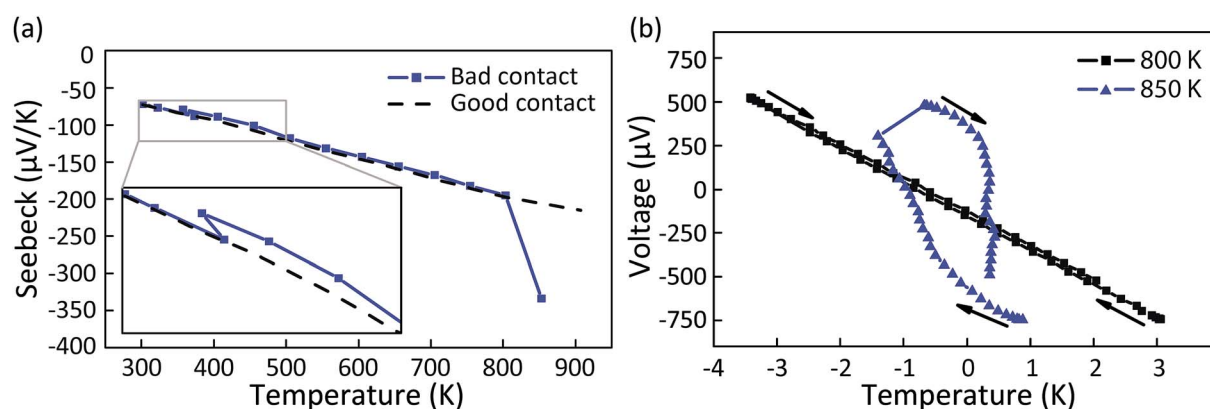 (a)
0
-50
-100
-150
-200
-250
-300
-350
-400
Seebeck (µV/K)
Bad contact
Good contact
300 400 500 600 700 800 900
Temperature (K)
(b)
750
500
250
0
-250
-500
-750
Voltage (µV)
800 K
850 K
-4 -3 -2 -1 0 1 2 3 4
Temperature (K)